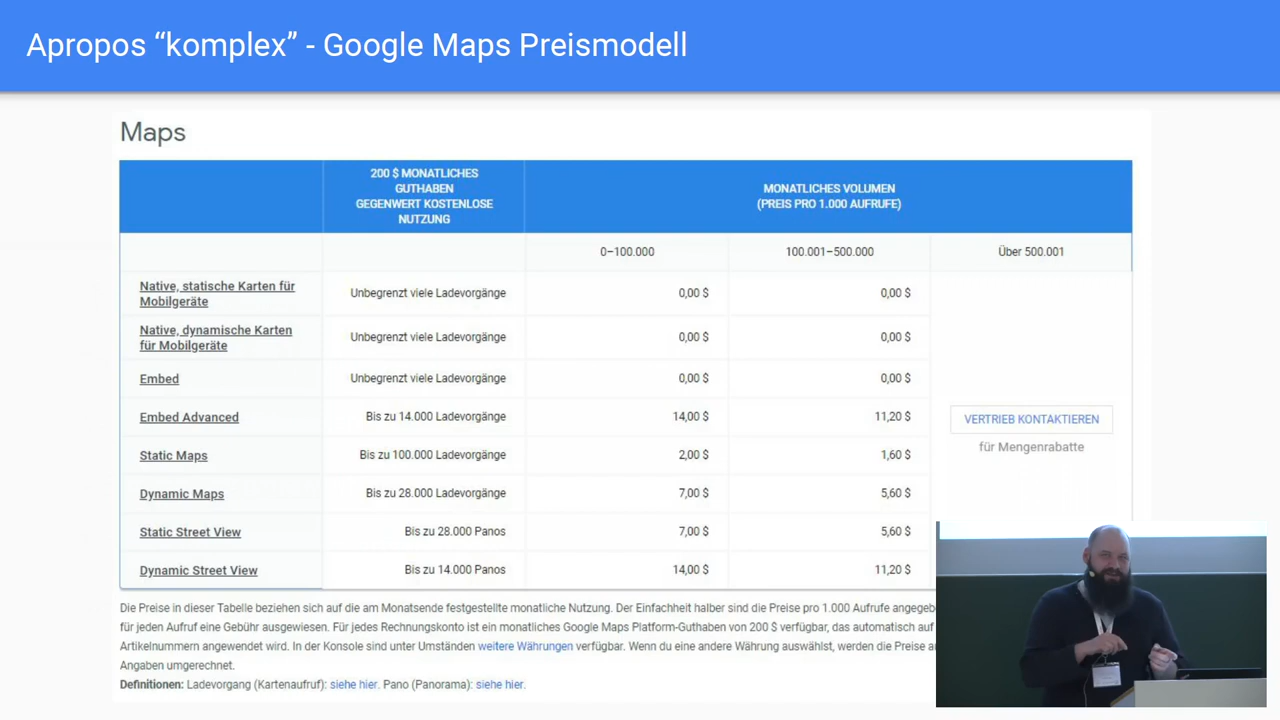 Apropos “komplex” - Google Maps Preismodell
Maps
200 $ MONATLICHES
GUTHABEN
GEGENWERT KOSTENLOSE
NUTZUNG
MONATLICHES VOLUMEN
(PREIS PRO 1.000 AUFRUFE)
0–100.000 100.001–500.000 Über 500.001
Native, statische Karten für
Mobilgeräte
Unbegrenzt viele Ladevorgänge 0,00 $ 0,00 $
Native, dynamische Karten
für Mobilgeräte
Unbegrenzt viele Ladevorgänge 0,00 $ 0,00 $
Embed Unbegrenzt viele Ladevorgänge 0,00 $ 0,00 $
Embed Advanced Bis zu 14.000 Ladevorgänge 14,00 $ 11,20 $
VERTRIEB KONTAKTIEREN
für Mengenrabatte
Static Maps Bis zu 100.000 Ladevorgänge 2,00 $ 1,60 $
Dynamic Maps Bis zu 28.000 Ladevorgänge 7,00 $ 5,60 $
Static Street View Bis zu 28.000 Panos 7,00 $ 5,60 $
Dynamic Street View Bis zu 14.000 Panos 14,00 $ 11,20 $
Die Preise in dieser Tabelle beziehen sich auf die am Monatsende festgestellte monatliche Nutzung. Der Einfachheit halber sind die Preise pro 1.000 Aufrufe angegeb
für jeden Aufruf eine Gebühr ausgewiesen. Für jedes Rechnungskonto ist ein monatliches Google Maps Platform-Guthaben von 200 $ verfügbar, das automatisch auf
Artikelnummern angewendet wird. In der Konsole sind unter Umständen weitere Währungen verfügbar. Wenn du eine andere Währung auswählst, werden die Preise a
Angaben umgerechnet.
Definitionen: Ladevorgang (Kartenaufruf): siehe hier. Pano (Panorama): siehe hier.